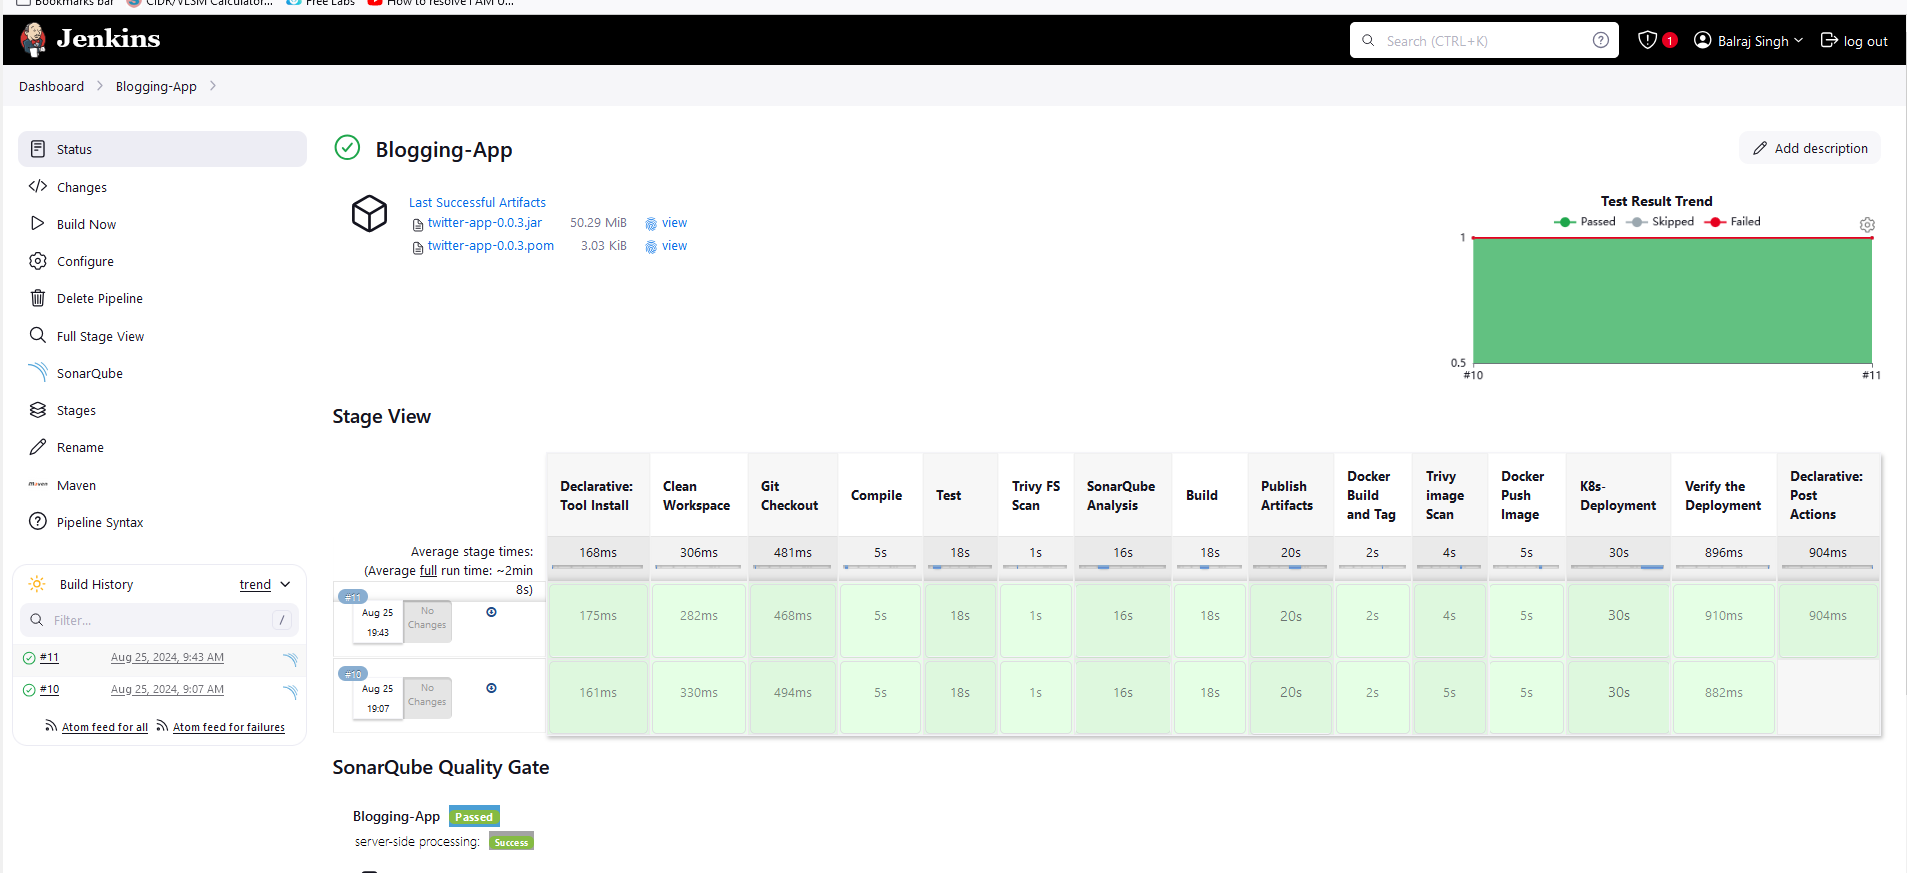 Bookmarks bar CIDR/VLSM Calculator... Free Labs How to resolve I AM U...
Jenkins
Search (CTRL+K)
1
Balraj Singh
log out
Dashboard
Blogging-App
Status
Changes
Build Now
Configure
Delete Pipeline
Full Stage View
SonarQube
Stages
Rename
Maven
Maven
Pipeline Syntax
Build History
trend
Filter...
/
#11
Aug 25, 2024, 9:43 AM
#10
Aug 25, 2024, 9:07 AM
Atom feed for all Atom feed for failures
Blogging-App
Add description
Last Successful Artifacts
twitter-app-0.0.3.jar 50.29 MiB view
twitter-app-0.0.3.pom 3.03 KiB view
Test Result Trend
Passed Skipped Failed
1
0.5
#10 #11
Stage View
Declarative: Tool Install
Clean Workspace
Git Checkout
Compile
Test
Trivy FS Scan
SonarQube Analysis
Build
Publish Artifacts
Docker Build and Tag
Trivy image Scan
Docker Push Image
K8s-Deployment
Verify the Deployment
Declarative: Post Actions
Average stage times:
(Average full run time: ~2min
8s)
168ms 306ms 481ms 5s 18s 1s 16s 18s 20s 2s 4s 5s 30s 896ms 904ms
#11
Aug 25
19:43
No
Changes
175ms 282ms 468ms 5s 18s 1s 16s 18s 20s 2s 4s 5s 30s 910ms 904ms
#10
Aug 25
19:07
No
Changes
161ms 330ms 494ms 5s 18s 1s 16s 18s 20s 2s 5s 5s 30s 882ms
SonarQube Quality Gate
Blogging-App Passed
server-side processing: Success